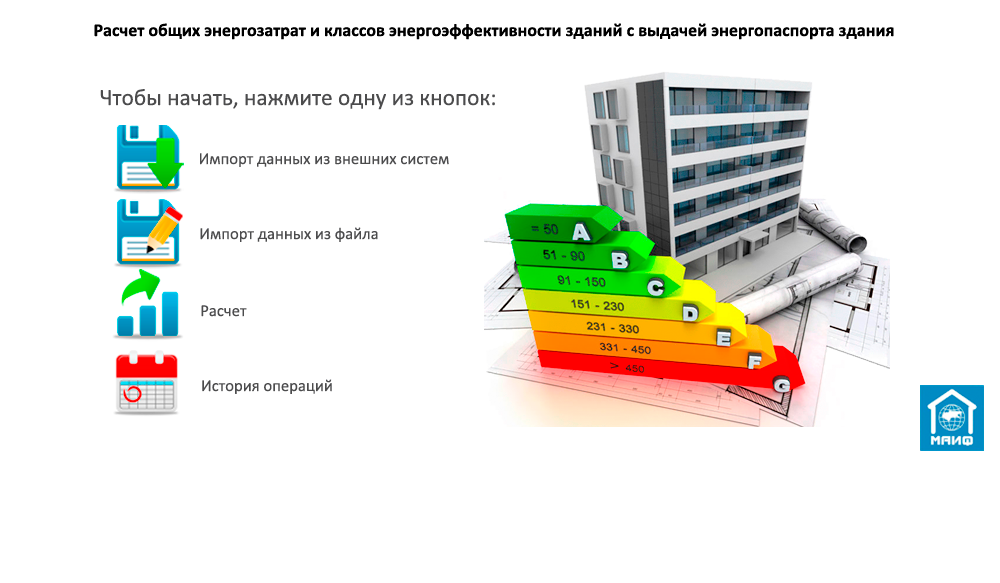 Расчет общих энергозатрат и классов энергоэффективности зданий с выдачей энергопаспорта здания
Чтобы начать, нажмите одну из кнопок:
Импорт данных из внешних систем
Импорт данных из файла
Расчет
История операций
= 50 A
51 - 90 B
91 - 150 C
151 - 230 D
231 - 330 E
331 - 450 F
> 450 G
МАИФ